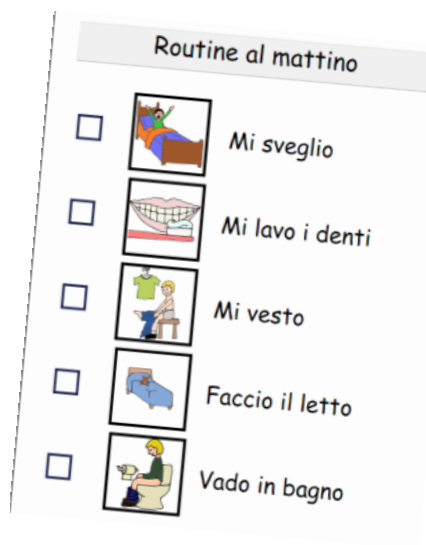 Routine al mattino
Mi sveglio
Mi lavo i denti
Mi vesto
Faccio il letto
Vado in bagno